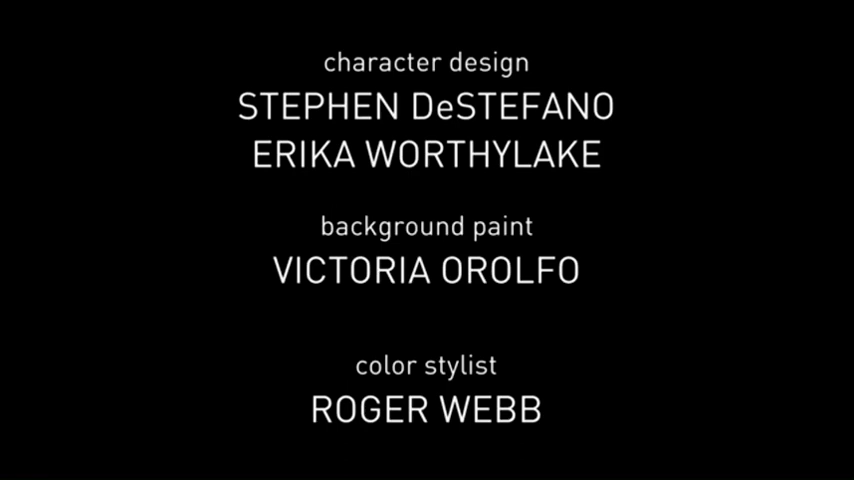 character design
STEPHEN DeSTEFANO
ERIKA WORTHYLAKE
background paint
VICTORIA OROLFO
color stylist
ROGER WEBB